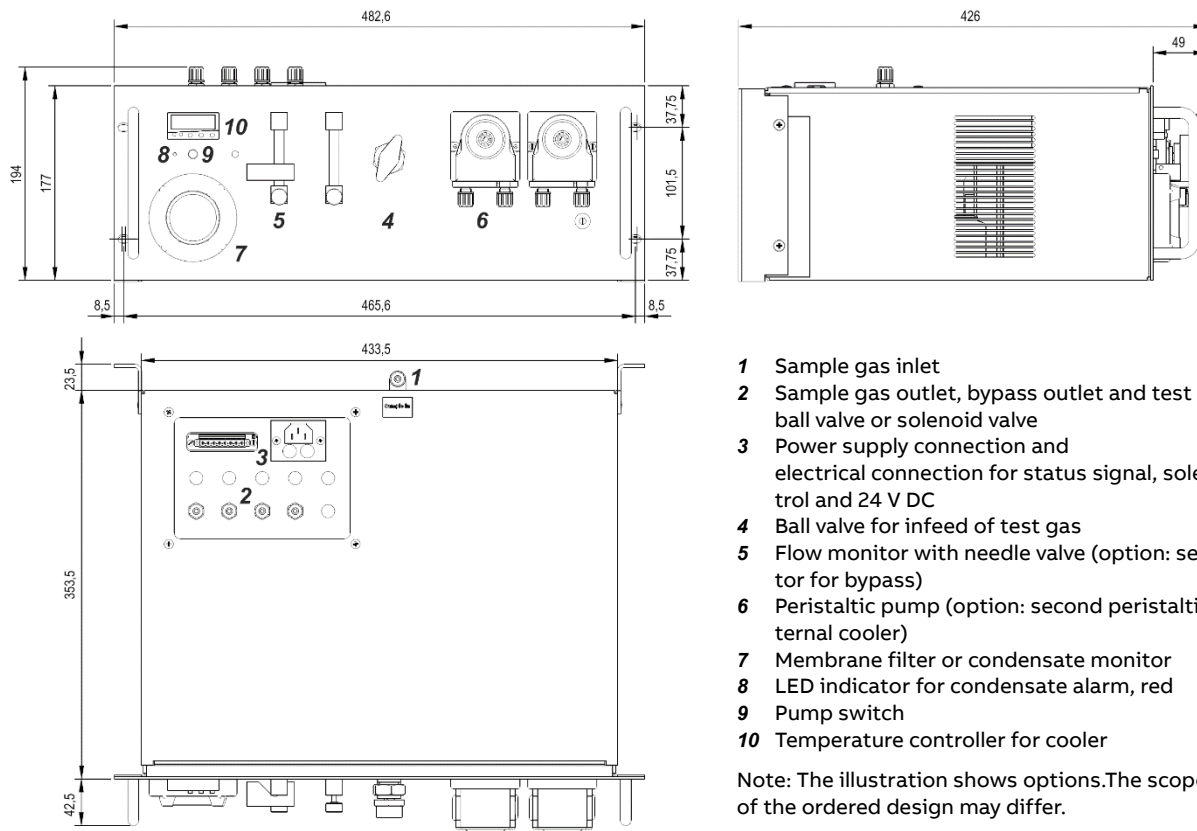 482,6
426
49
194
177
10
8
9
5
4
6
7
37,75
101,5
37,75
8,5
465,6
8,5
433,5
23,5
1
3
2
353,5
42,5
1 Sample gas inlet
2 Sample gas outlet, bypass outlet and test
ball valve or solenoid valve
3 Power supply connection and
electrical connection for status signal, sole
trol and 24 V DC
4 Ball valve for infeed of test gas
5 Flow monitor with needle valve (option: se
tor for bypass)
6 Peristaltic pump (option: second peristalti
ternal cooler)
7 Membrane filter or condensate monitor
8 LED indicator for condensate alarm, red
9 Pump switch
10 Temperature controller for cooler
Note: The illustration shows options.The scope
of the ordered design may differ.